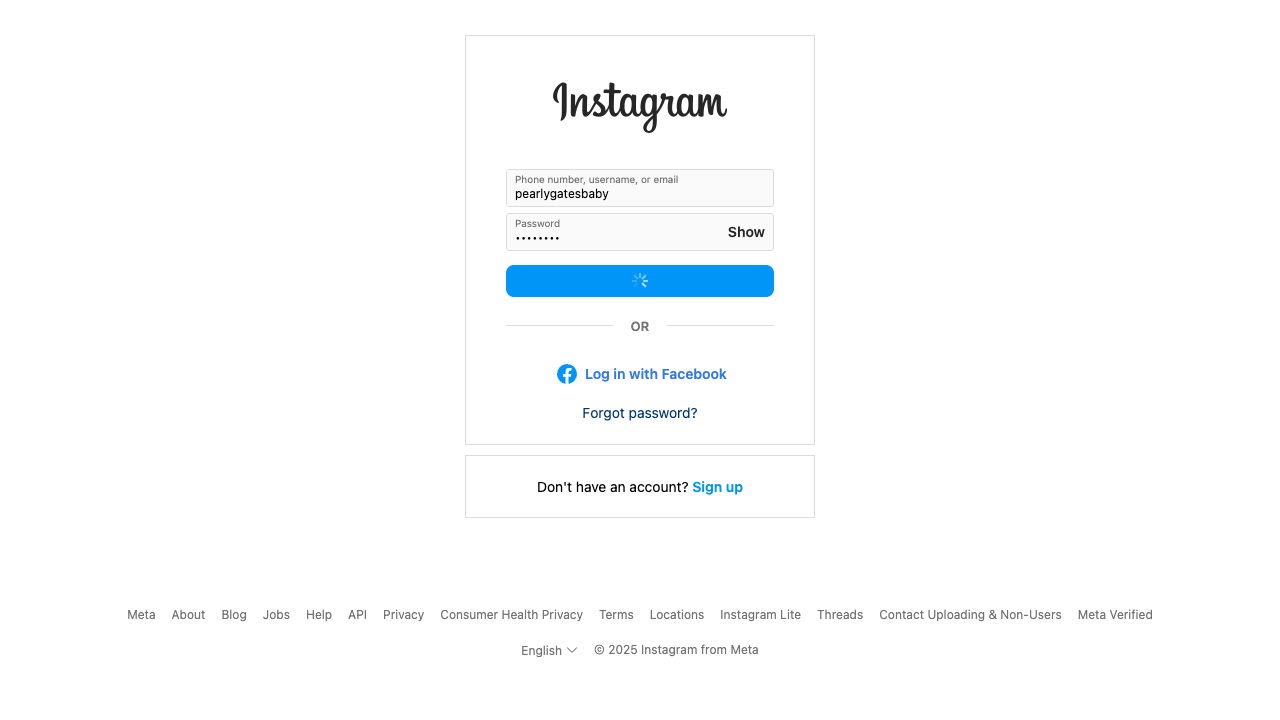 Instagram
Phone number, username, or email
pearlygatesbaby
Password
••••••••
Show
OR
Log in with Facebook
Forgot password?
Don't have an account? Sign up
Meta About Blog Jobs Help API Privacy Consumer Health Privacy Terms Locations Instagram Lite Threads Contact Uploading & Non-Users Meta Verified
English © 2025 Instagram from Meta